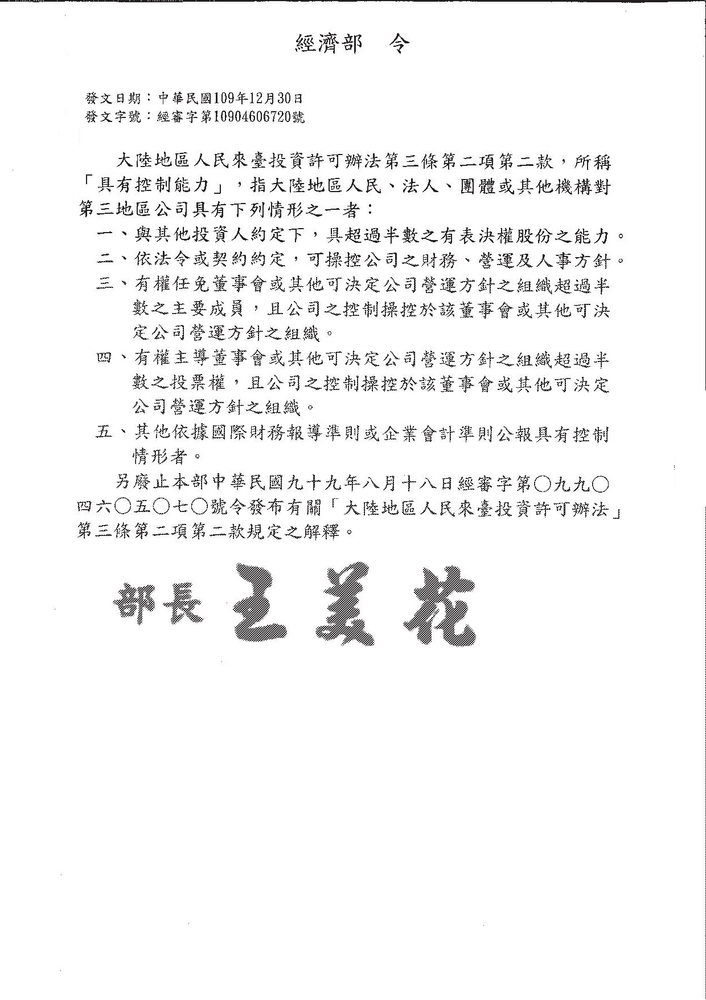 經濟部　令
發文日期：中華民國109年12月30日
發文字號：經審字第10904606720號
大陸地區人民來臺投資許可辦法第三條第二項第二款，所稱
「具有控制能力」，指大陸地區人民、法人、團體或其他機構對
第三地區公司具有下列情形之一者：
一、與其他投資人約定下，具超過半數之有表決權股份之能力。
二、依法令或契約約定，可操控公司之財務、營運及人事方針。
三、有權任免董事會或其他可決定公司營運方針之組織超過半
數之主要成員，且公司之控制操控於該董事會或其他可決
定公司營運方針之組織。
四、有權主導董事會或其他可決定公司營運方針之組織超過半
數之投票權，且公司之控制操控於該董事會或其他可決定
公司營運方針之組織。
五、其他依據國際財務報導準則或企業會計準則公報具有控制
情形者。
另廢止本部中華民國九十九年八月十八日經審字第○九九○
四六○五○七○號令發布有關「大陸地區人民來臺投資許可辦法」
第三條第二項第二款規定之解釋。
部長 王美花